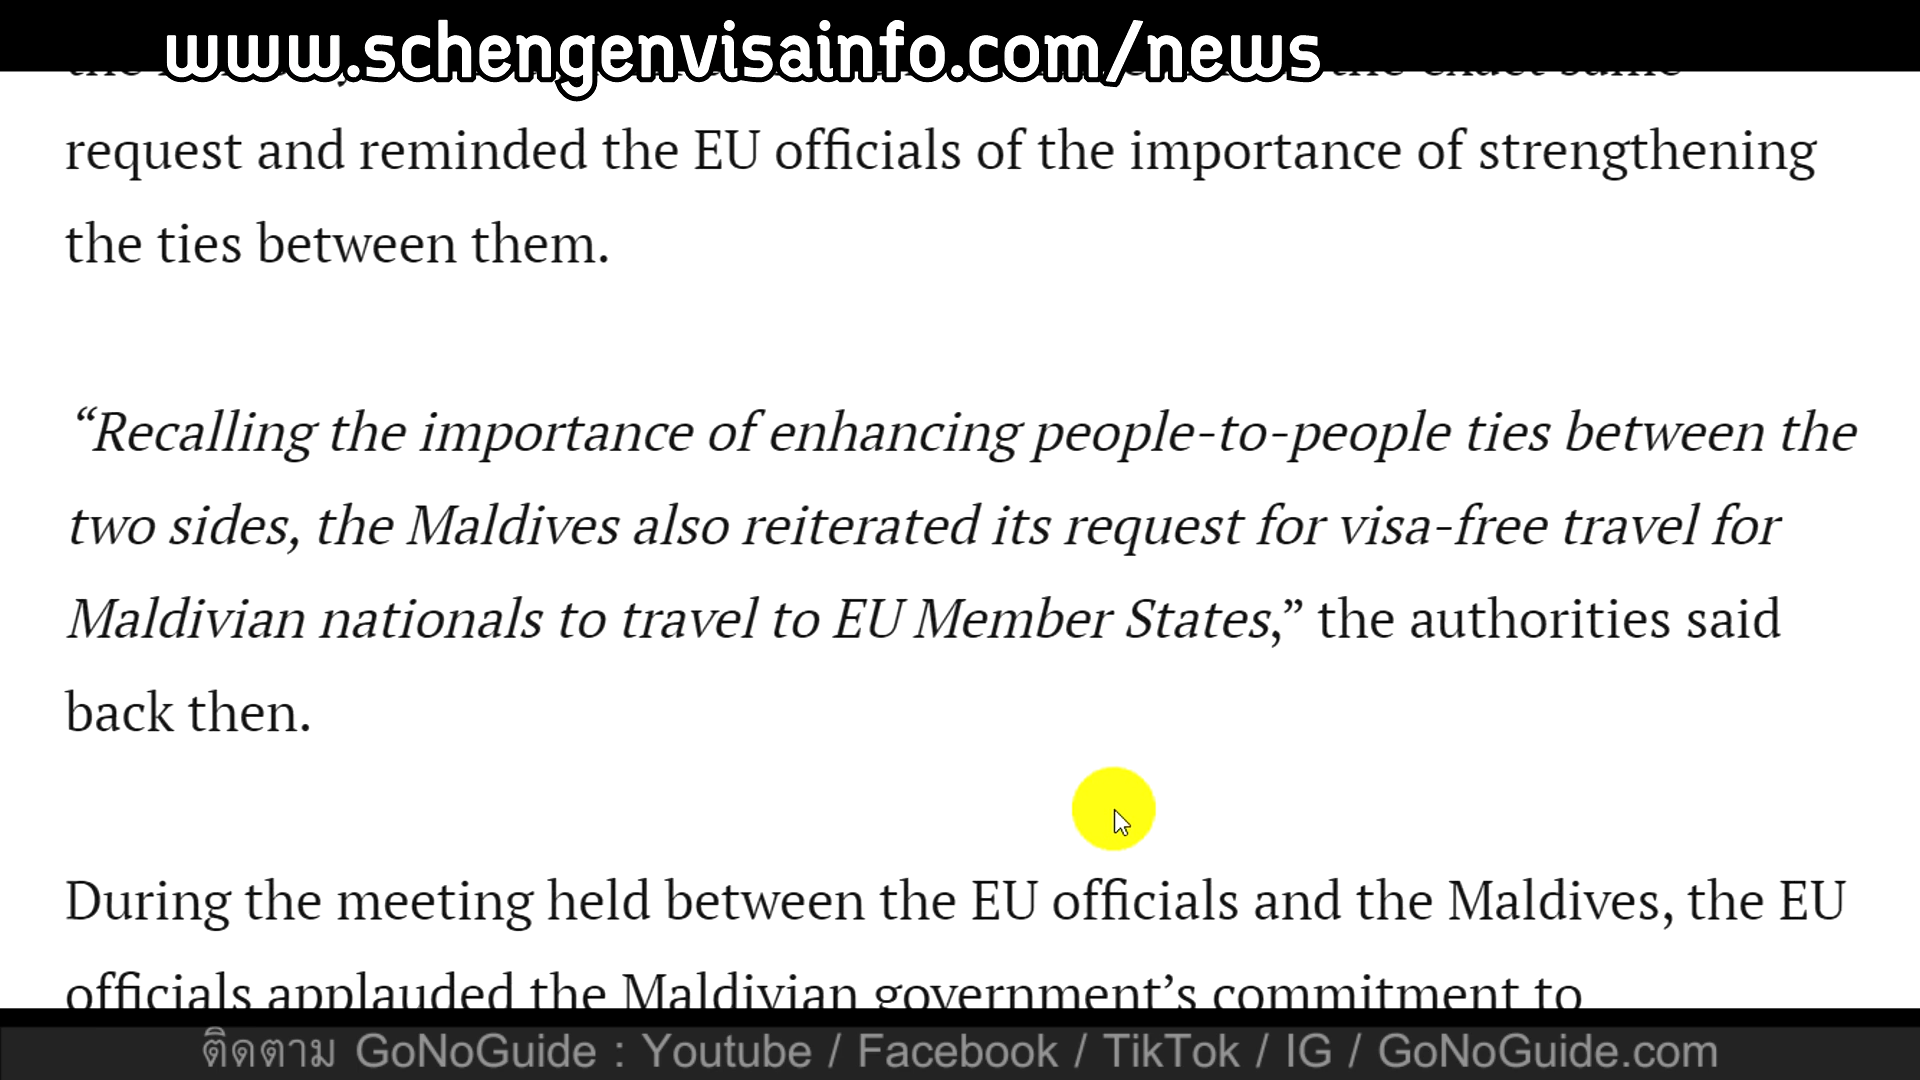 www.schengenvisainfo.com/news
the exact same
request and reminded the EU officials of the importance of strengthening
the ties between them.
“Recalling the importance of enhancing people-to-people ties between the
two sides, the Maldives also reiterated its request for visa-free travel for
Maldivian nationals to travel to EU Member States,” the authorities said
back then.
During the meeting held between the EU officials and the Maldives, the EU
officials applauded the Maldivian government’s commitment to
ติดตาม GoNoGuide : Youtube / Facebook / TikTok / IG / GoNoGuide.com